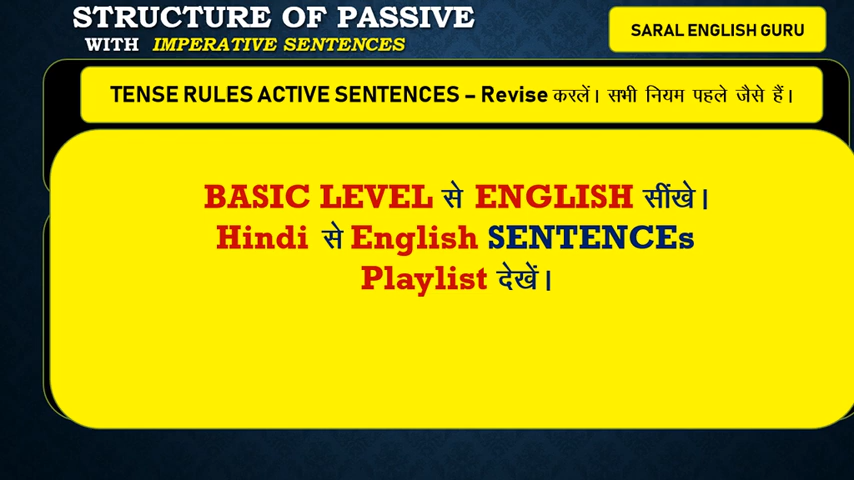 STRUCTURE OF PASSIVE
WITH IMPERATIVE SENTENCES
SARAL ENGLISH GURU
TENSE RULES ACTIVE SENTENCES – Revise करलें। सभी नियम पहले जैसे हैं।
BASIC LEVEL से ENGLISH सींखे।
Hindi से English SENTENCEs
Playlist देखें।